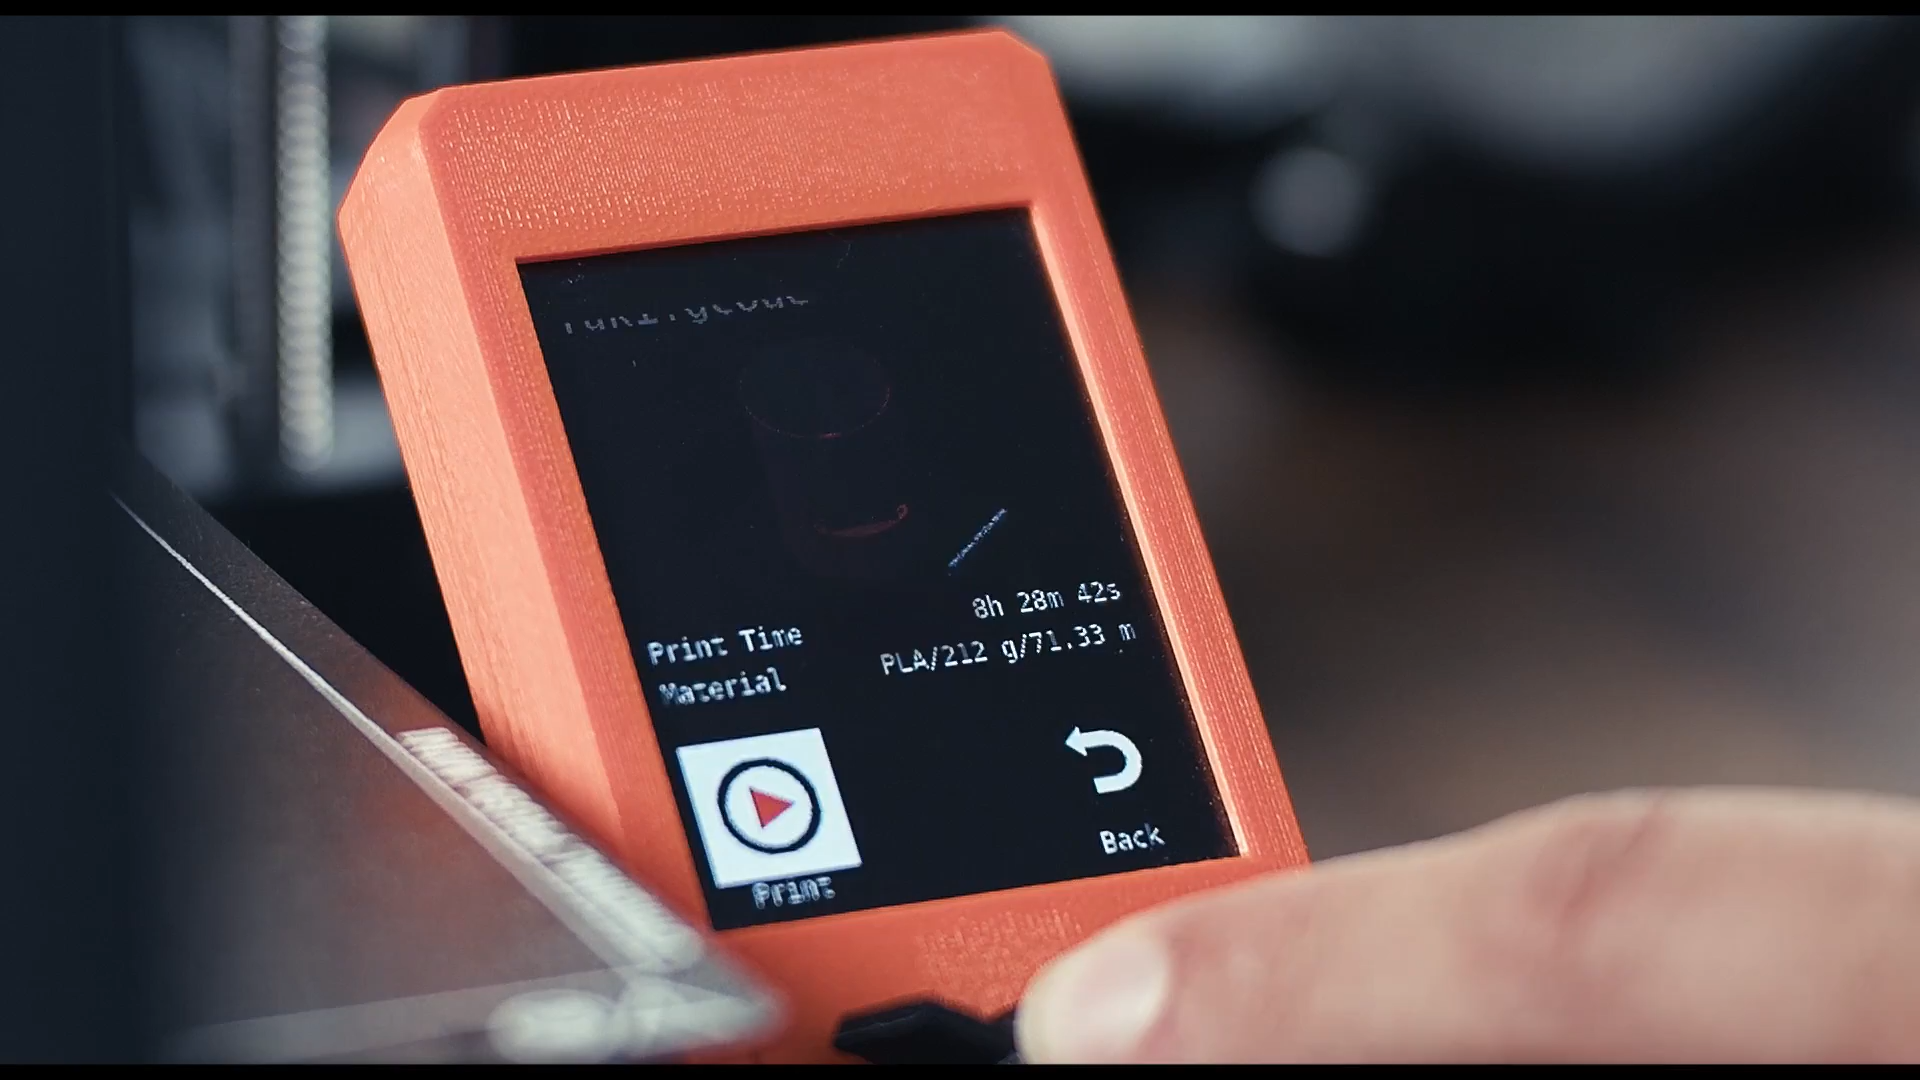 8h 28m 42s
Print Time
PLA/212 g/71.33 m
Material
Print
Back